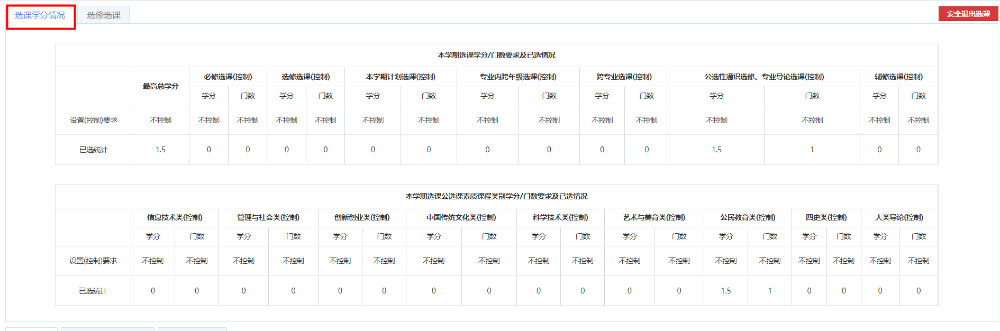 选课学分情况 选修选课 安全退出选课
本学期选课学分/门数要求及已选情况
最高总学分 必修选课(控制) 选修选课(控制) 本学期计划选课(控制) 专业内跨年级选课(控制) 跨专业选课(控制) 公选性通识选修、专业导论选课(控制) 辅修选课(控制)
学分 门数 学分 门数 学分 门数 学分 门数 学分 门数 学分 门数 学分 门数
设置(控制)要求 不控制 不控制 不控制 不控制 不控制 不控制 不控制 不控制 不控制 不控制 不控制 不控制 不控制 不控制 不控制
已选统计 1.5 0 0 0 0 0 0 0 0 0 0 1.5 1 0 0
本学期选课公选课素质课程类别学分/门数要求及已选情况
信息技术类(控制) 管理与社会类(控制) 创新创业类(控制) 中国传统文化类(控制) 科学技术类(控制) 艺术与美育类(控制) 公民教育类(控制) 四史类(控制) 大类导论(控制)
学分 门数 学分 门数 学分 门数 学分 门数 学分 门数 学分 门数 学分 门数 学分 门数 学分 门数
设置(控制)要求 不控制 不控制 不控制 不控制 不控制 不控制 不控制 不控制 不控制 不控制 不控制 不控制 不控制 不控制 不控制 不控制 不控制 不控制
已选统计 0 0 0 0 0 0 0 0 0 0 0 0 1.5 1 0 0 0 0